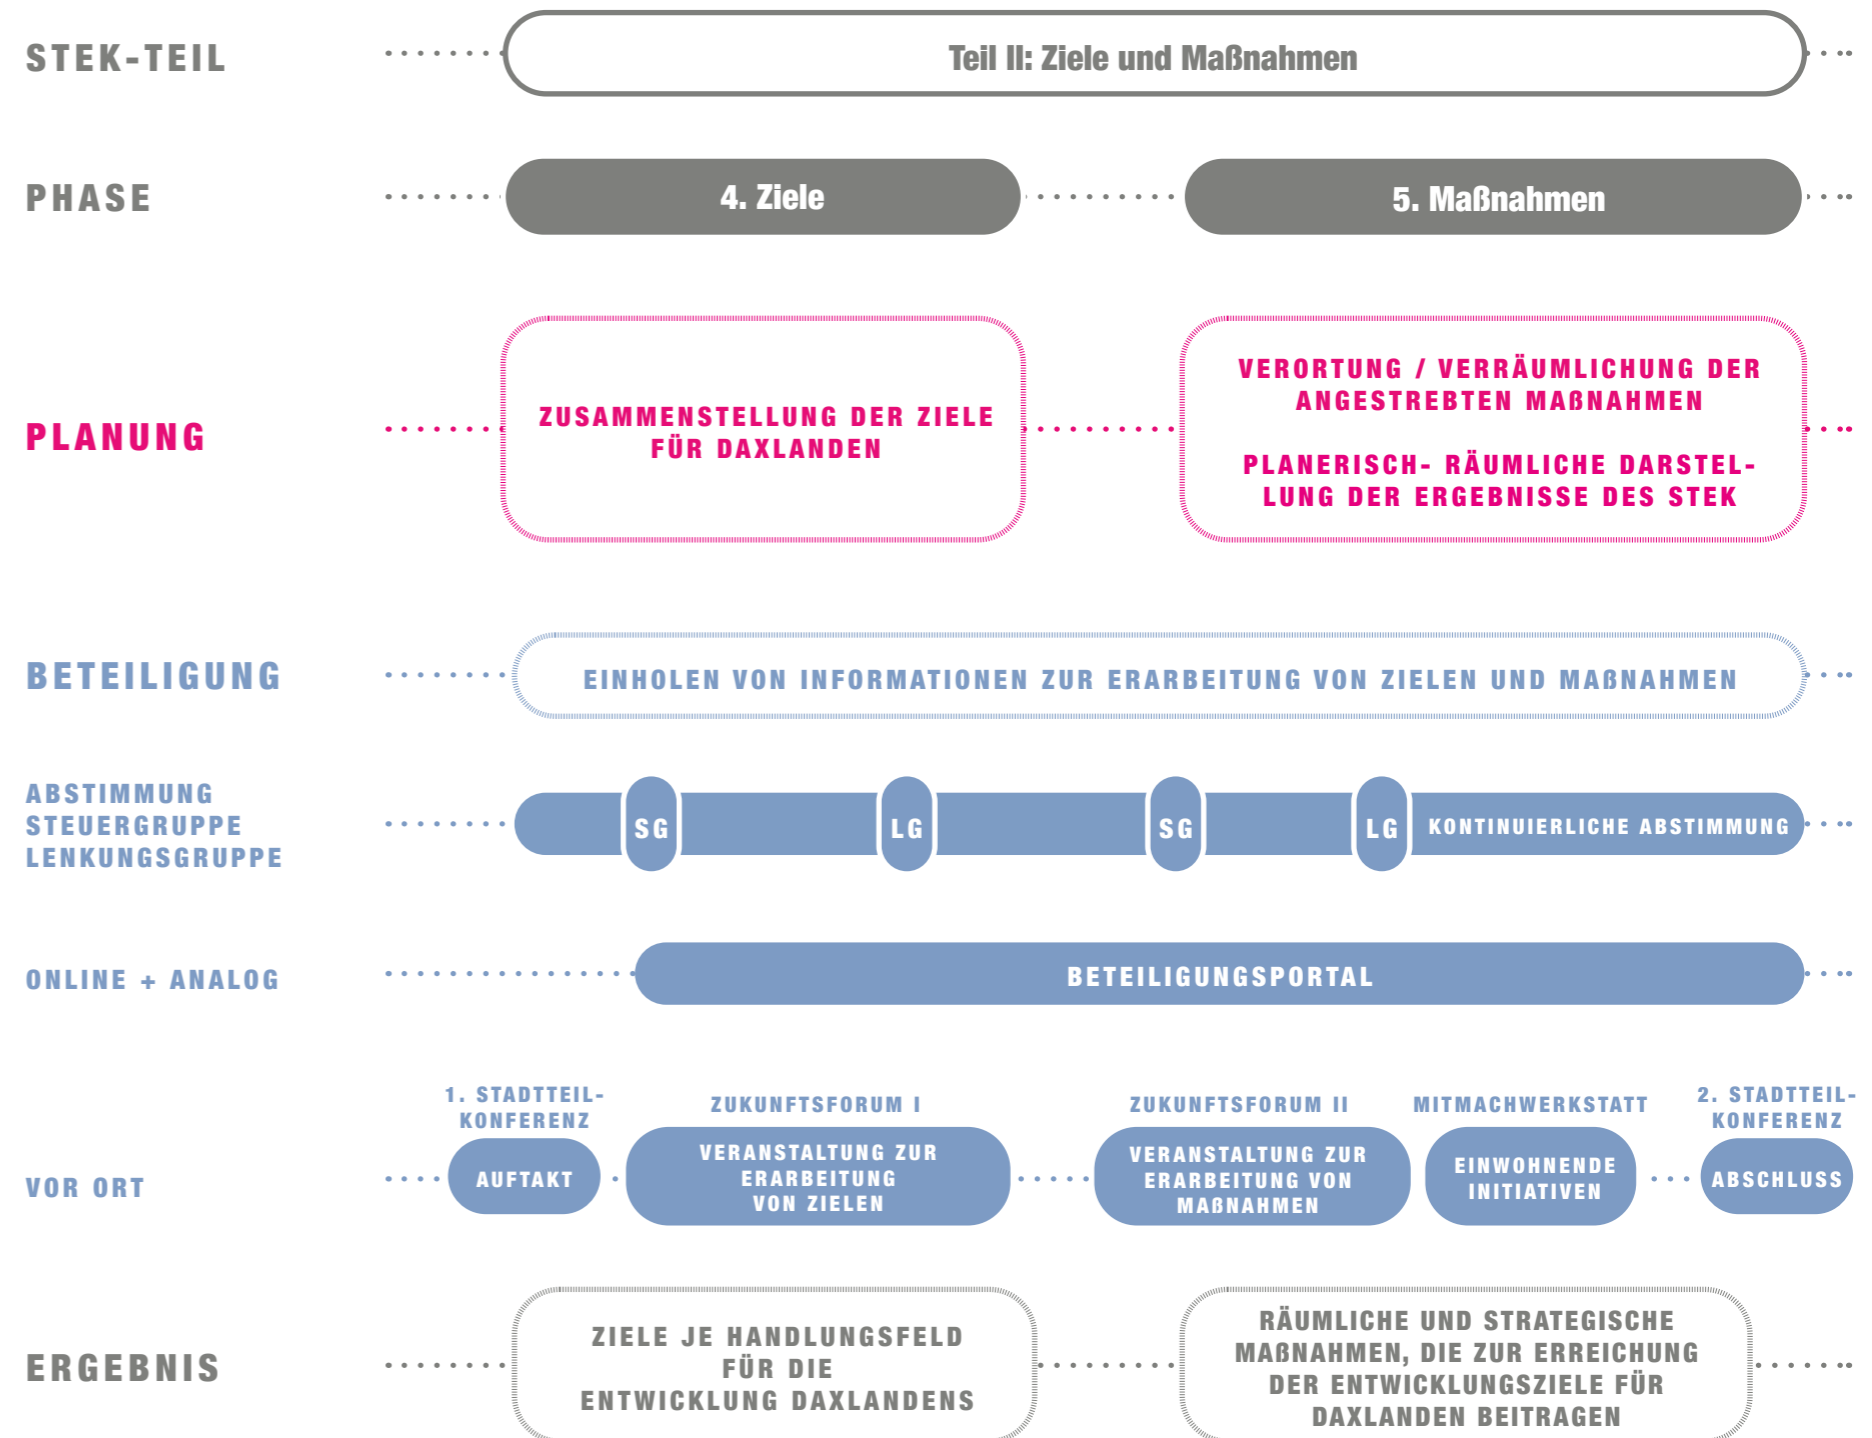 STEK-TEIL
Teil II: Ziele und Maßnahmen
PHASE
4. Ziele
5. Maßnahmen
PLANUNG
ZUSAMMENSTELLUNG DER ZIELE
FÜR DAXLANDEN
VERORTUNG / VERRÄUMLICHUNG DER
ANGESTREBTEN MAßNAHMEN
PLANERISCH- RÄUMLICHE DARSTEL-
LUNG DER ERGEBNISSE DES STEK
BETEILIGUNG
EINHOLEN VON INFORMATIONEN ZUR ERARBEITUNG VON ZIELEN UND MAßNAHMEN
ABSTIMMUNG
STEUERGRUPPE
LENKUNGSGRUPPE
SG
LG
SG
LG
KONTINUIERLICHE ABSTIMMUNG
ONLINE + ANALOG
BETEILIGUNGSPORTAL
VOR ORT
1. STADTTEIL-
KONFERENZ
AUFTAKT
ZUKUNFTSFORUM I
VERANSTALTUNG ZUR
ERARBEITUNG
VON ZIELEN
ZUKUNFTSFORUM II
VERANSTALTUNG ZUR
ERARBEITUNG VON
MAßNAHMEN
MITMACHWERKSTATT
EINWOHNENDE
INITIATIVEN
2. STADTTEIL-
KONFERENZ
ABSCHLUSS
ERGEBNIS
ZIELE JE HANDLUNGSFELD
FÜR DIE
ENTWICKLUNG DAXLANDENS
RÄUMLICHE UND STRATEGISCHE
MAßNAHMEN, DIE ZUR ERREICHUNG
DER ENTWICKLUNGSZIELE FÜR
DAXLANDEN BEITRAGEN